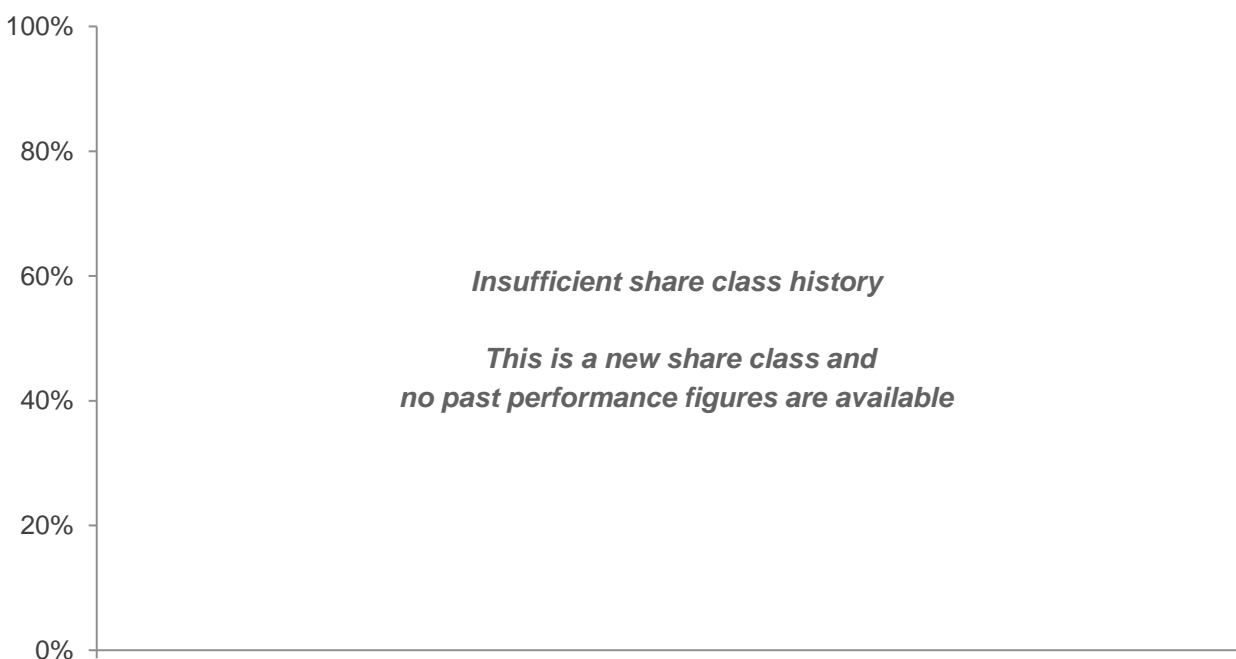 100%
80%
60%
Insufficient share class history
This is a new share class and
40%
no past performance figures are available
20%
0%